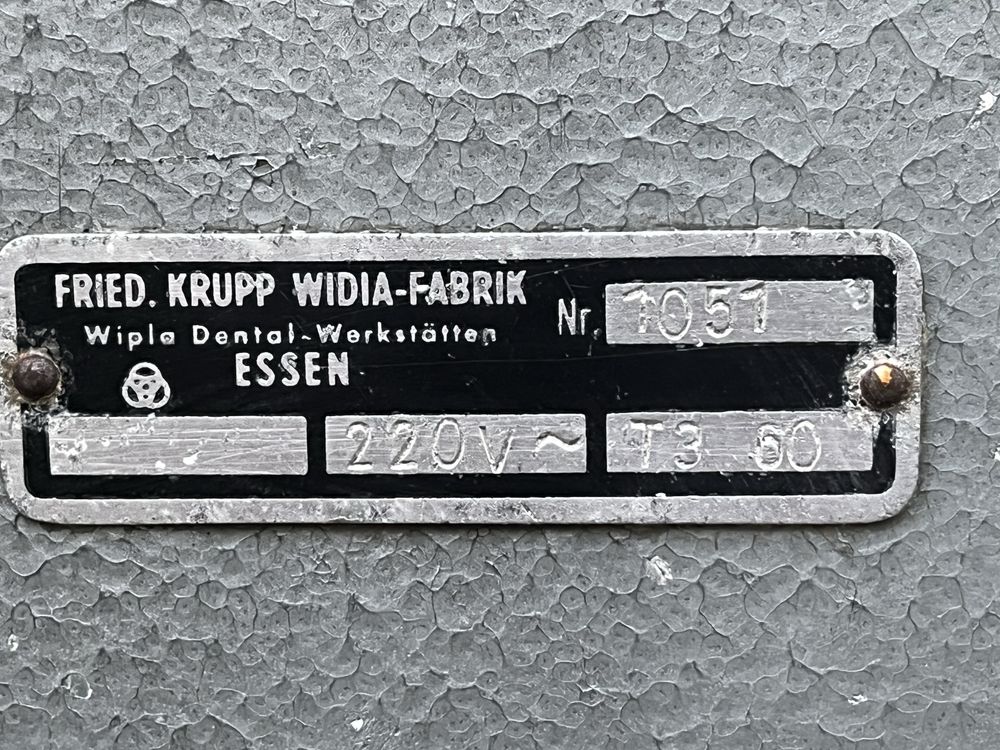 FRIED. KRUPP WIDIA-FABRIK
Wipla Dental-Werkstätten
ESSEN
Nr. 1051
220V ~
T3 60